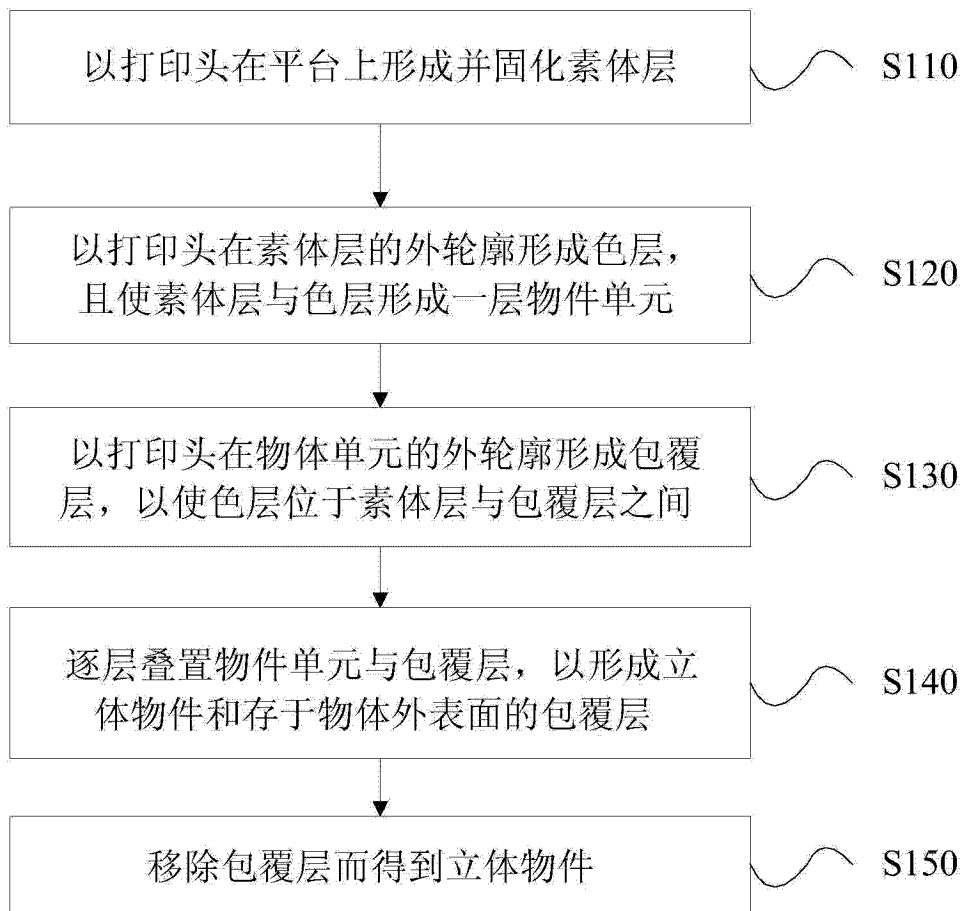 以打印头在平台上形成并固化素体层
S110
以打印头在素体层的外轮廓形成色层，
且使素体层与色层形成一层物件单元
S120
以打印头在物体单元的外轮廓形成包覆
层，以使色层位于素体层与包覆层之间
S130
逐层叠置物件单元与包覆层，以形成立
体物件和存于物体外表面的包覆层
S140
移除包覆层而得到立体物件
S150